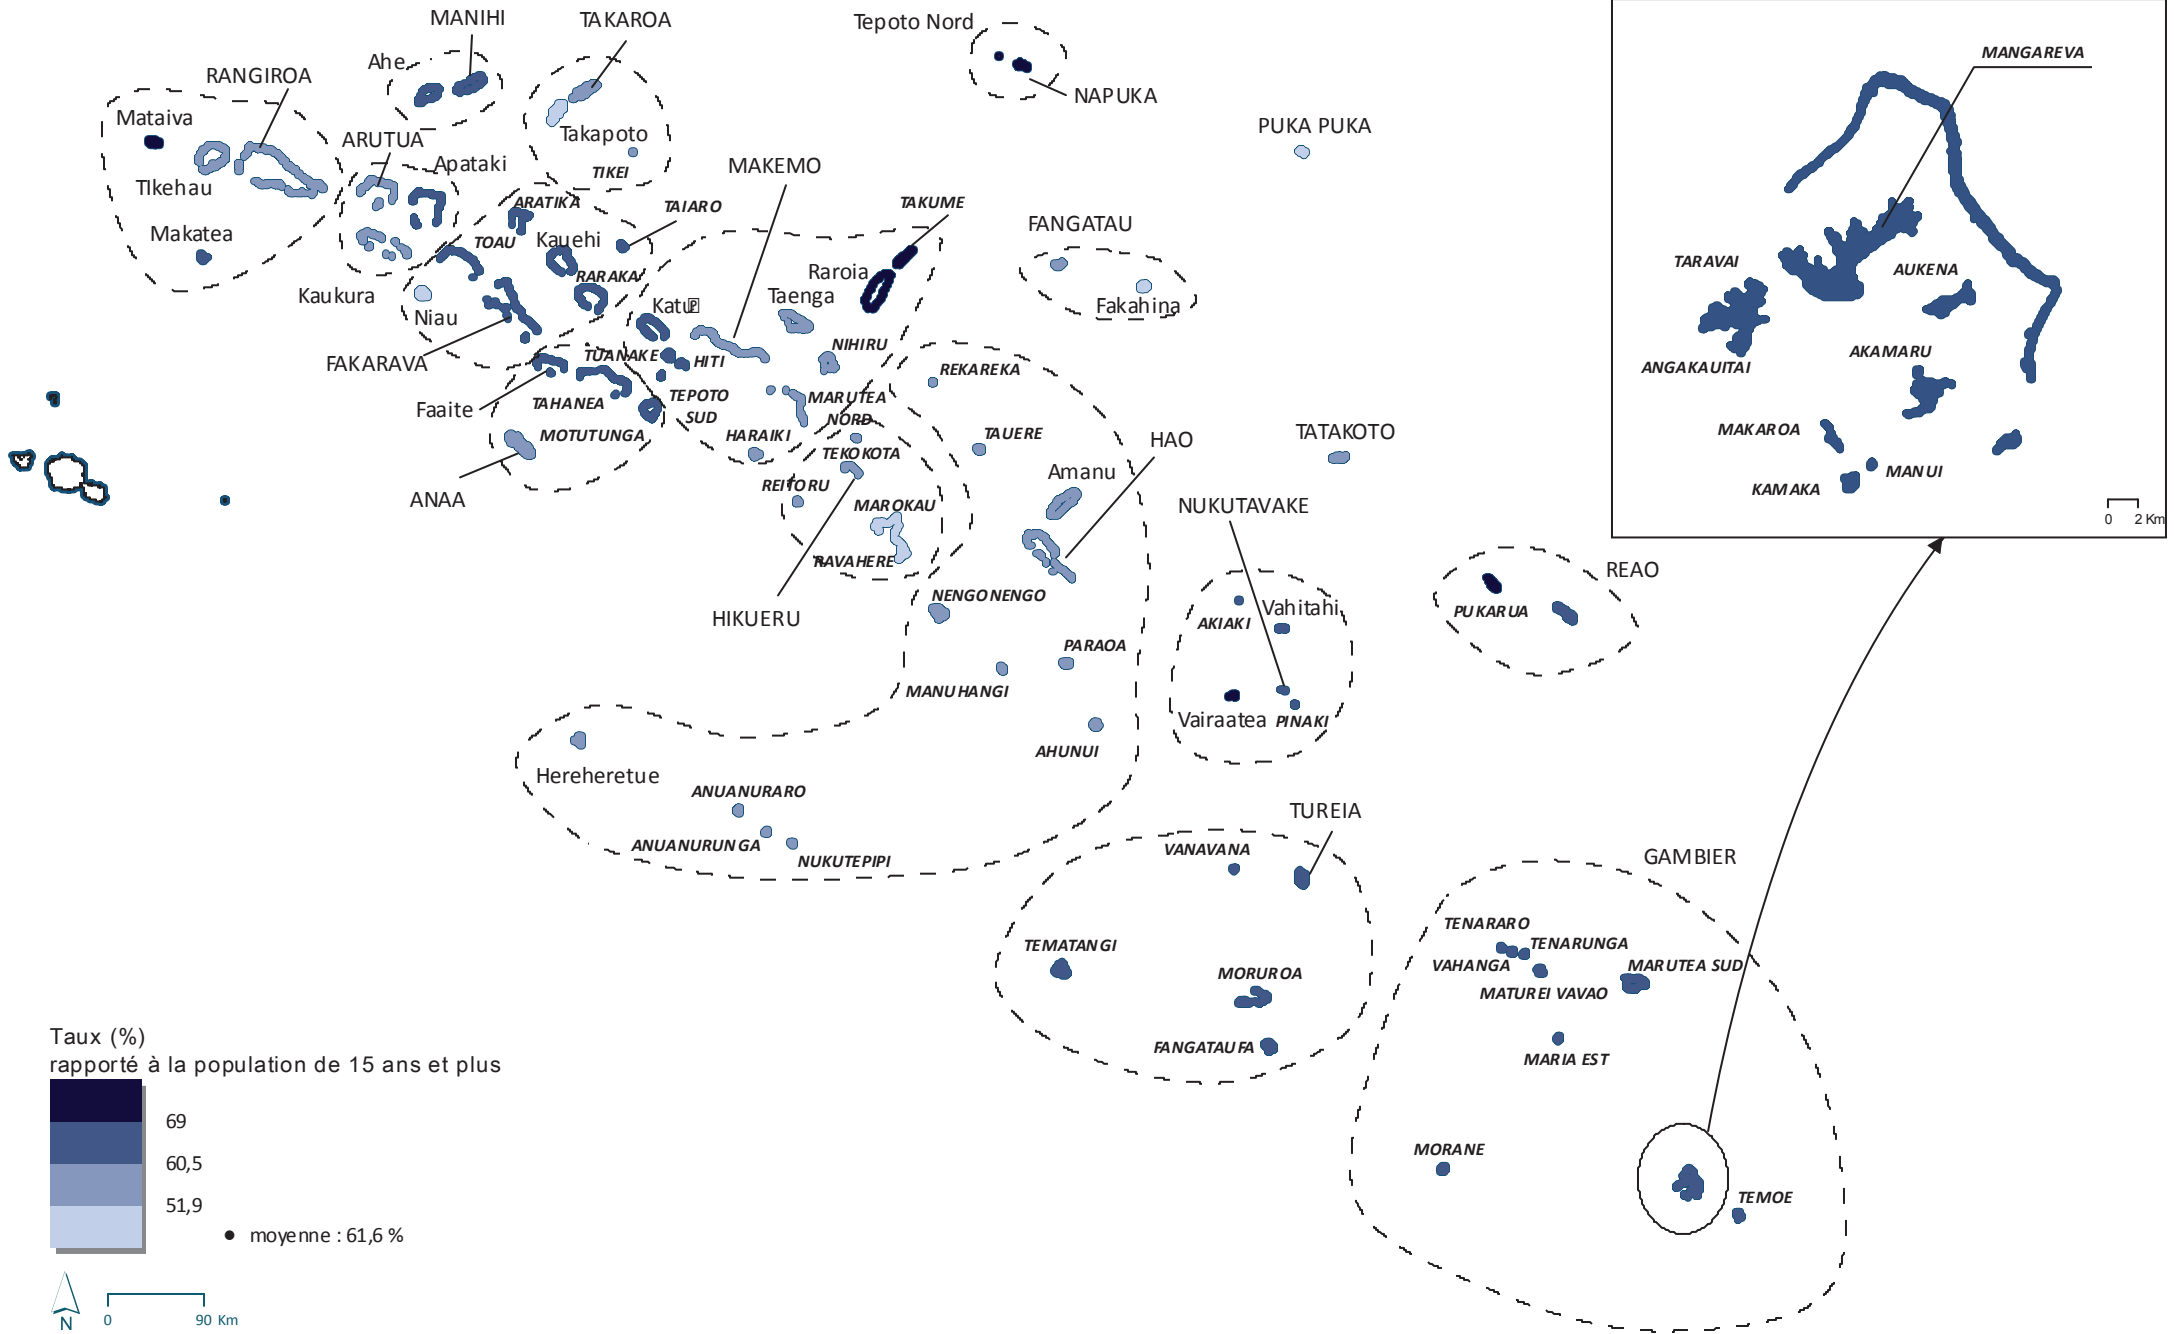 MANIHI
TAKAROA
Tepoto Nord
MANGAREVA
Ahe
RANGIROA
NAPUKA
Mataiva
PUKA PUKA
ARUTUA
Takapoto
Apataki
MAKEMO
TIKEI
TIkehau
ARATIKA
TAIARO
TAKUME
FANGATAU
Makatea
TOAU
Kauehi
TARAVAI
AUKENA
Raroia
RARAKA
Kaukura
Taenga
Katu
Fakahina
Niau
NIHIRU
AKAMARU
FAKARAVA
TUANAKE
HITI
REKAREKA
ANGAKAUITAI
TAHANEA
TEPOTO
SUD
MARUTEA
NORD
Faaite
MOTUTUNGA
HARAIKI
TAUERE
TATAKOTO
MAKAROA
HAO
TEKOKOTA
Amanu
MANUI
REITORU
KAMAKA
ANAA
MAROKAU
NUKUTAVAKE
0 2 Km
RAVAHERE
REAO
NENGONENGO
Vahitahi
PUKARUA
HIKUERU
AKIAKI
PARAOA
MANUHANGI
Vairaatea
PINAKI
AHUNUI
Hereheretue
ANUANURARO
TUREIA
ANUANURUNGA
NUKUTEPIPI
VANAVANA
GAMBIER
TENARARO
TENARUNGA
TEMATANGI
VAHANGA
MARUTEA SUD
MORUROA
MATUREI VAVAO
FANGATAUFA
MARIA EST
MORANE
TEMOE
Taux (%)
rapporté à la population de 15 ans et plus
69
60,5
51,9
moyenne : 61,6 %
N
0 90 Km